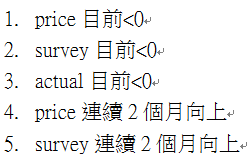 1. price 目前<0
2. survey 目前<0
3. actual 目前<0
4. price 連續 2 個月向上
5. survey 連續 2 個月向上